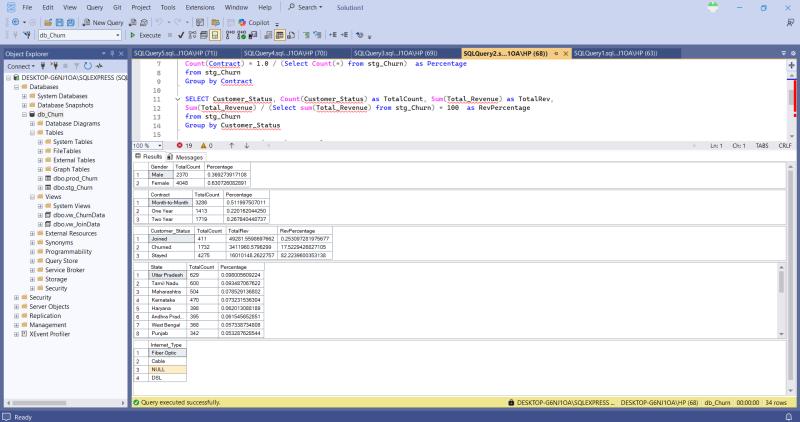 File Edit View Query Git Project Tools Extensions Window Help Search Solution1
New Query Copilot
db_Churn Execute
Object Explorer
Connect
DESKTOP-G6NJ1OA\SQLEXPRESS (SQL
Databases
System Databases
Database Snapshots
db_Churn
Database Diagrams
Tables
System Tables
FileTables
External Tables
Graph Tables
dbo.prod_Churn
dbo.stg_Churn
Views
System Views
dbo.vw_ChurnData
dbo.vw_JoinData
External Resources
Synonyms
Programmability
Query Store
Service Broker
Storage
Security
Security
Server Objects
Replication
Management
XEvent Profiler
SQLQuery5.sql...J1OA\HP (71)) SQLQuery4.sql...J1OA\HP (70)) SQLQuery3.sql...J1OA\HP (69)) SQLQuery2.s...1OA\HP (68)) SQLQuery1.sql...J1OA\HP (63))
7 Count(Contract) * 1.0 / (Select Count(*) from stg_Churn) as Percentage
8 from stg_Churn
9 Group by Contract
10
11 SELECT Customer_Status, Count(Customer_Status) as TotalCount, Sum(Total_Revenue) as TotalRev,
12 Sum(Total_Revenue) / (Select sum(Total_Revenue) from stg_Churn) * 100 as RevPercentage
13 from stg_Churn
14 Group by Customer_Status
15
100 % 19 0 Ln: 1 Ch: 1 TABS CRLF
Results Messages
Gender TotalCount Percentage
1 Male 2370 0.369273917108
2 Female 4048 0.630726082891
Contract TotalCount Percentage
1 Month-to-Month 3286 0.511997507011
2 One Year 1413 0.220162044250
3 Two Year 1719 0.267840448737
Customer_Status TotalCount TotalRev RevPercentage
1 Joined 411 49281.5598697662 0.253097281975677
2 Churned 1732 3411960.5796299 17.5229428827105
3 Stayed 4275 16010148.2622757 82.2239600353138
State TotalCount Percentage
1 Uttar Pradesh 629 0.098005609224
2 Tamil Nadu 600 0.093487067622
3 Maharashtra 504 0.078529136802
4 Karnataka 470 0.073231536304
5 Haryana 398 0.062013088189
6 Andhra Prad... 395 0.061545652851
7 West Bengal 368 0.057338734808
8 Punjab 342 0.053287628544
Internet_Type
1 Fiber Optic
2 Cable
3 NULL
4 DSL
Query executed successfully. DESKTOP-G6NJ1OA\SQLEXPRESS ... DESKTOP-G6NJ1OA\HP (68) db_Churn 00:00:00 34 rows
Ready